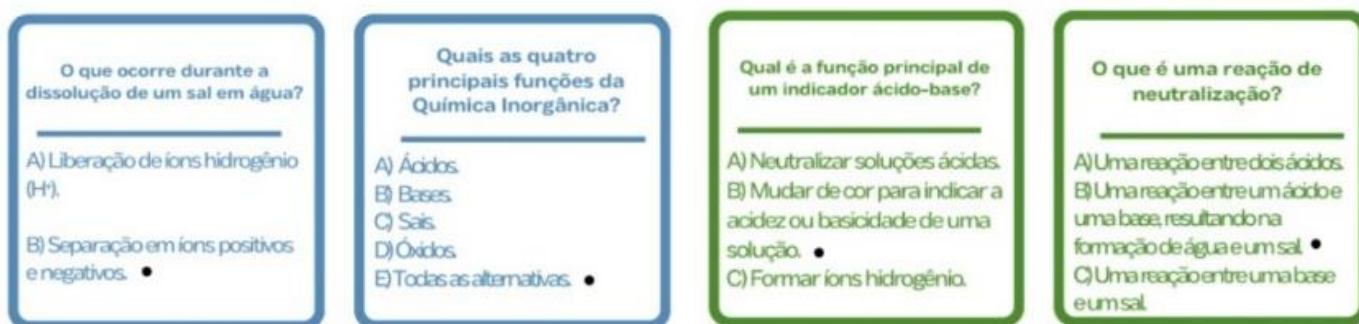 O que ocorre durante a
dissolução de um sal em água?
A) Liberação de íons hidrogênio
(H⁺).
B) Separação em íons positivos
e negativos. •
Quais as quatro
principais funções da
Química Inorgânica?
A) Ácidos.
B) Bases.
C) Sais.
D) Óxidos.
E) Todas as alternativas. •
Qual é a função principal de
um indicador ácido-base?
A) Neutralizar soluções ácidas.
B) Mudar de cor para indicar a
acidez ou basicidade de uma
solução. •
C) Formar íons hidrogênio.
O que é uma reação de
neutralização?
A) Uma reação entre dois ácidos.
B) Uma reação entre um ácido e
uma base, resultando na
formação de água e um sal. •
C) Uma reação entre uma base
e um sal.